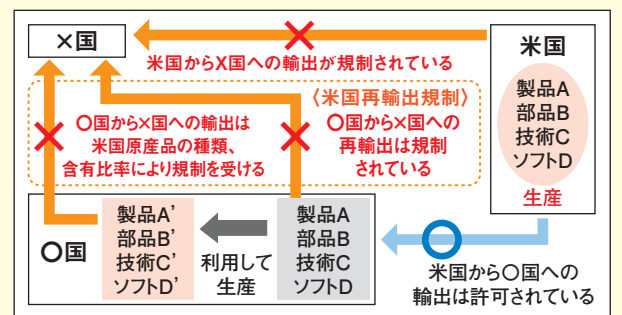 ×国
米国からX国への輸出が規制されている
米国
製品A
部品B
技術C
ソフトD
生産
〈米国再輸出規制〉
〇国から×国への輸出は
米国原産品の種類、
含有比率により規制を受ける
〇国から×国への
再輸出は規制
されている
〇国
製品A’
部品B’
技術C’
ソフトD’
利用して
生産
製品A
部品B
技術C
ソフトD
米国から〇国への
輸出は許可されている